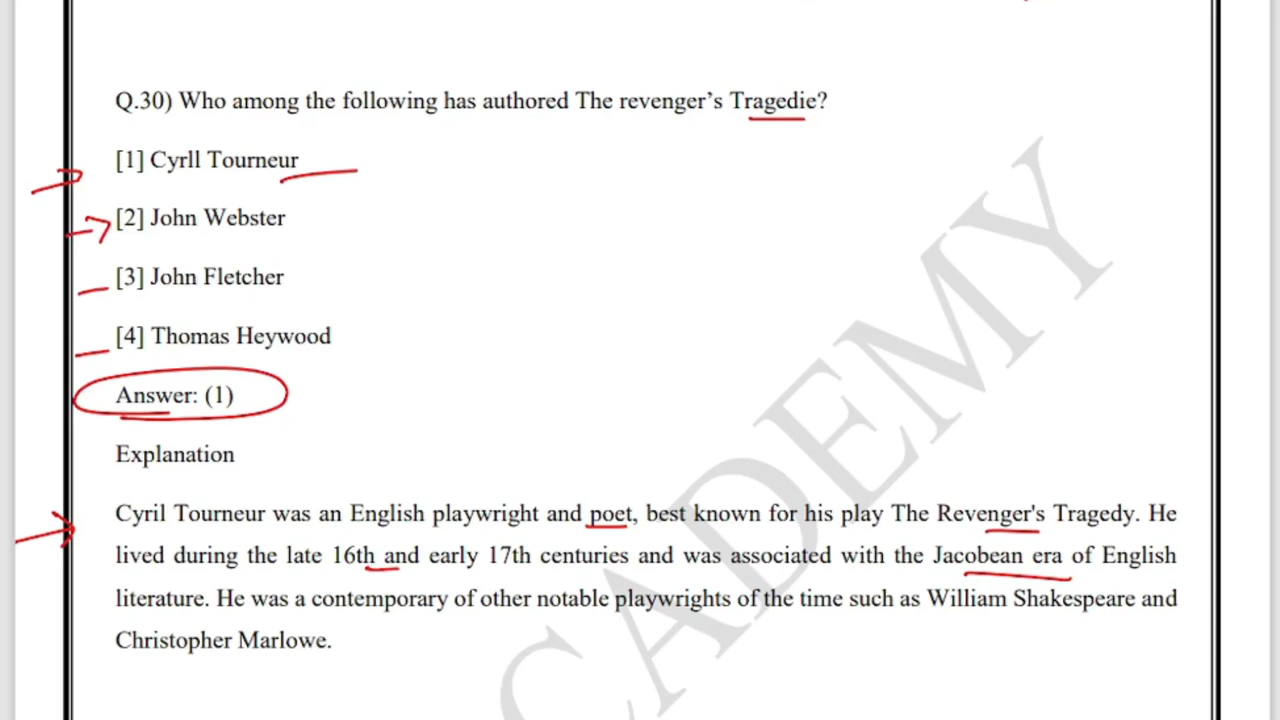 Q.30) Who among the following has authored The revenger’s Tragedie?
[1] Cyrll Tourneur
[2] John Webster
[3] John Fletcher
[4] Thomas Heywood
Answer: (1)
Explanation
Cyril Tourneur was an English playwright and poet, best known for his play The Revenger's Tragedy. He
lived during the late 16th and early 17th centuries and was associated with the Jacobean era of English
literature. He was a contemporary of other notable playwrights of the time such as William Shakespeare and
Christopher Marlowe.
CADEMY